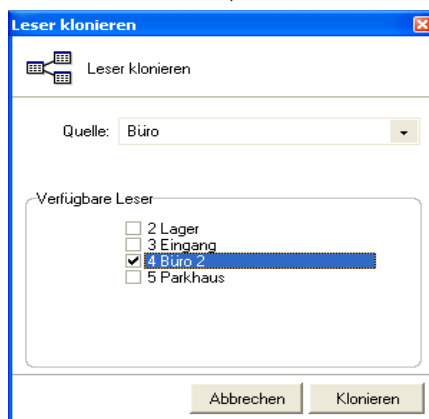 Leser klonieren
Leser klonieren
Quelle: Büro
Verfügbare Leser
2 Lager
3 Eingang
4 Büro 2
5 Parkhaus
Abbrechen Klonieren